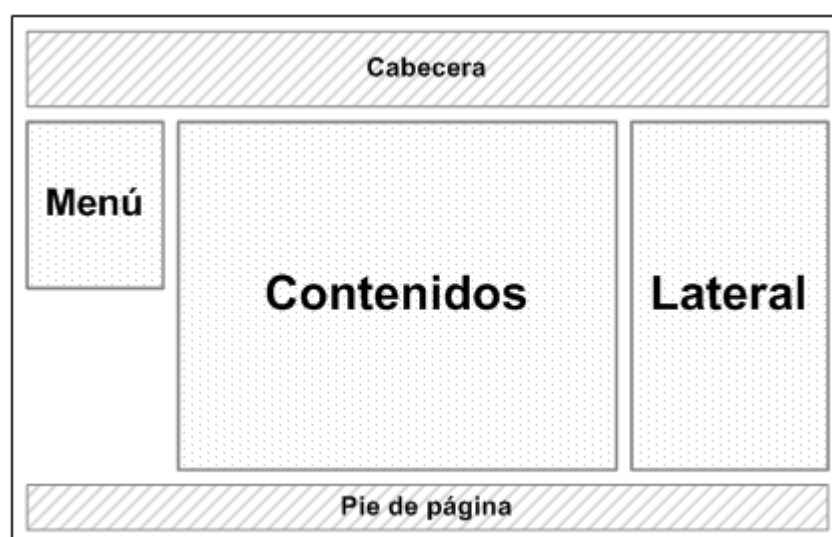 Cabecera
Menú
Contenidos
Lateral
Pie de página